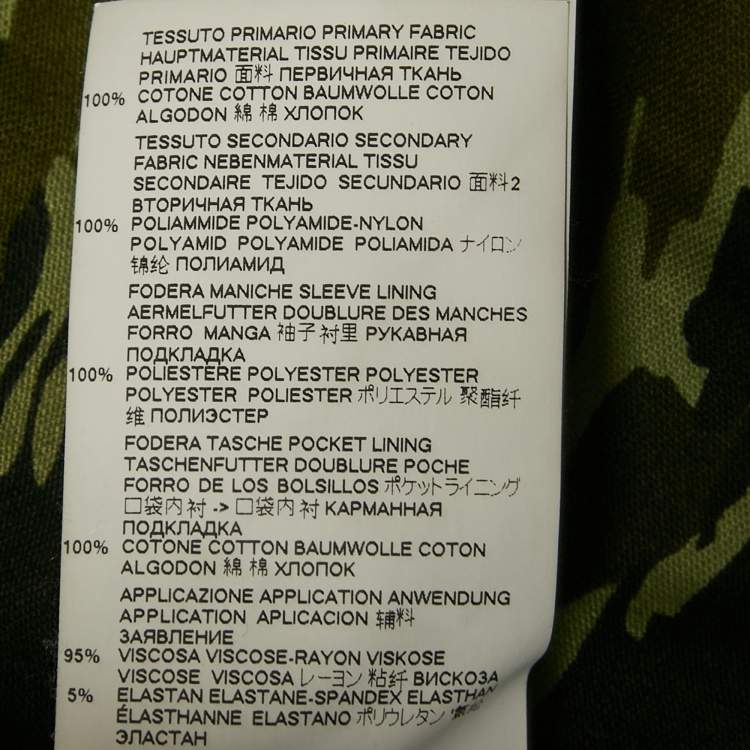 TESSUTO PRIMARIO PRIMARY FABRIC
HAUPTMATERIAL TISSU PRIMAIRE TEJIDO
PRIMARIO 面料 ПЕРВИЧНАЯ ТКАНЬ
100% COTONE COTTON BAUMWOLLE COTON
ALGODON 綿 棉 ХЛОПОК
TESSUTO SECONDARIO SECONDARY
FABRIC NEBENMATERIAL TISSU
SECONDAIRE TEJIDO SECUNDARIO 面料2
ВТОРИЧНАЯ ТКАНЬ
100% POLIAMMIDE POLYAMIDE-NYLON
POLYAMID POLYAMIDE POLIAMIDA ナイロン
锦纶 ПОЛИАМИД
FODERA MANICHE SLEEVE LINING
AERMELFUTTER DOUBLURE DES MANCHES
FORRO MANGA 袖子衬里 РУКАВНАЯ
ПОДКЛАДКА
100% POLIESTERE POLYESTER POLYESTER
POLYESTER POLIESTER ポリエステル 聚酯纤
维 ПОЛИЭСТЕР
FODERA TASCHE POCKET LINING
TASCHENFUTTER DOUBLURE POCHE
FORRO DE LOS BOLSILLOS ポケットライニング
口袋内衬 -> 口袋内衬 КАРМАННАЯ
ПОДКЛАДКА
100% COTONE COTTON BAUMWOLLE COTON
ALGODON 綿 棉 ХЛОПОК
APPLICAZIONE APPLICATION ANWENDUNG
APPLICATION APLICACION 辅料
ЗАЯВЛЕНИЕ
95% VISCOSA VISCOSE-RAYON VISKOSE
VISCOSE VISCOSA レーヨン 粘纤 ВИСКОЗА
5% ELASTAN ELASTANE-SPANDEX ELASTHAN
ÉLASTHANNE ELASTANO ポリウレタン
ЭЛАСТАН